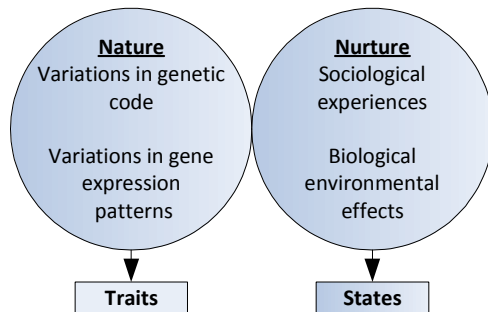 Nature
Variations in genetic
code
Variations in gene
expression
patterns
Traits
Nurture
Sociological
experiences
Biological
environmental
effects
States